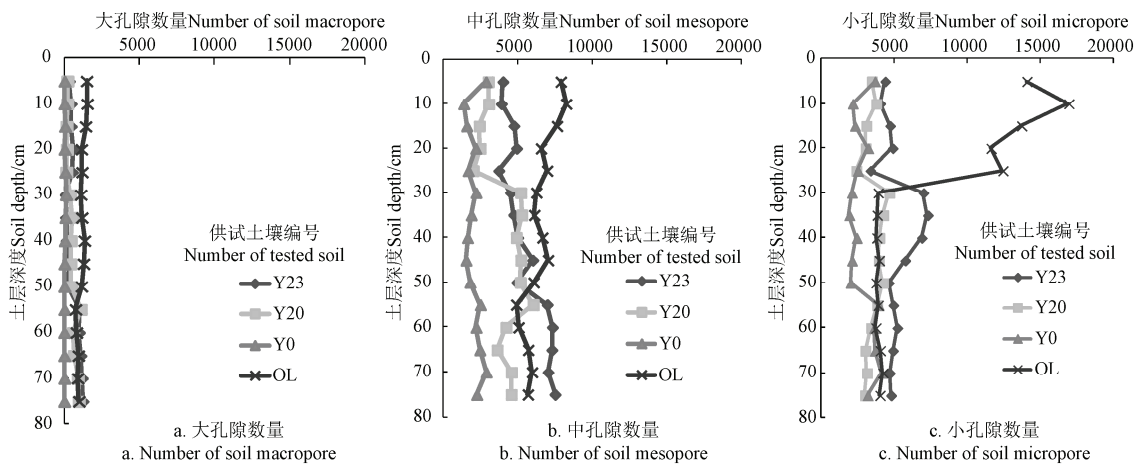 大孔隙数量Number of soil macropore
5000 10000 15000 20000
0
10
20
30
40
50
60
70
80
土层深度Soil depth/cm
供试土壤编号
Number of tested soil
Y23
Y20
Y0
OL
a. 大孔隙数量
a. Number of soil macropore
中孔隙数量Number of soil mesopore
5000 10000 15000 20000
0
10
20
30
40
50
60
70
80
土层深度Soil depth/cm
供试土壤编号
Number of tested soil
Y23
Y20
Y0
OL
b. 中孔隙数量
b. Number of soil mesopore
小孔隙数量Number of soil micropore
5000 10000 15000 20000
0
10
20
30
40
50
60
70
80
土层深度Soil depth/cm
供试土壤编号
Number of tested soil
Y23
Y20
Y0
OL
c. 小孔隙数量
c. Number of soil micropore